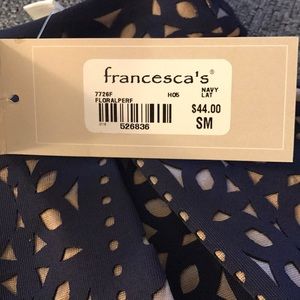 francesca's®
7726F H05 NAVY
FLORALPERF LAT
$44.00
526836 SM